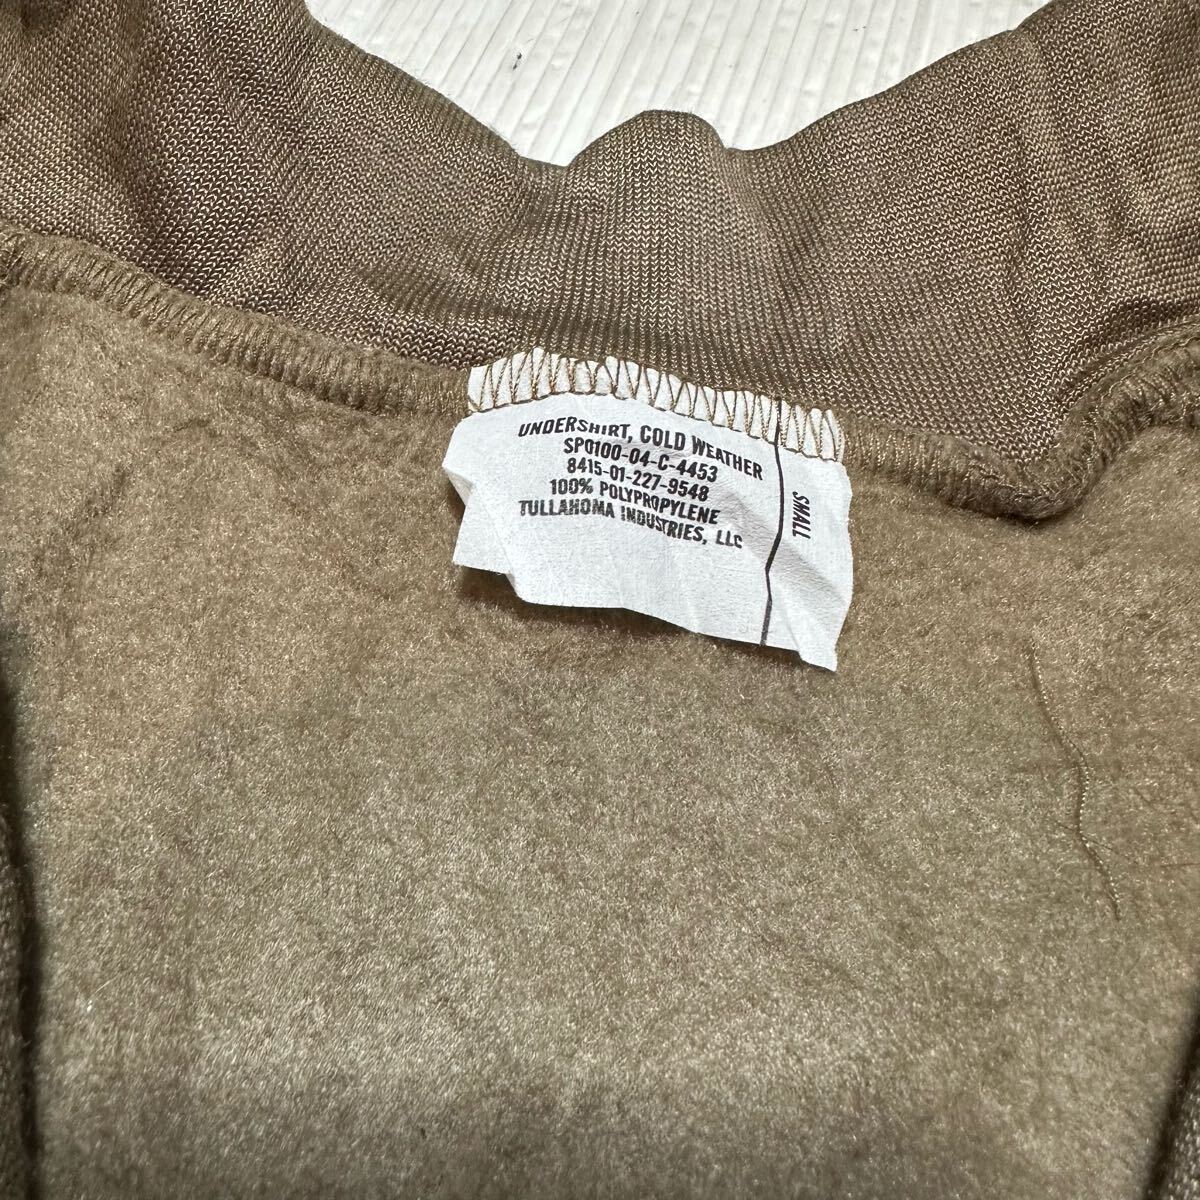 UNDERSHIRT, COLD WEATHER
SP0100-04-C-4453
8415-01-227-9548
100% POLYPROPYLENE
TULLAHOMA INDUSTRIES, LLC
SMALL